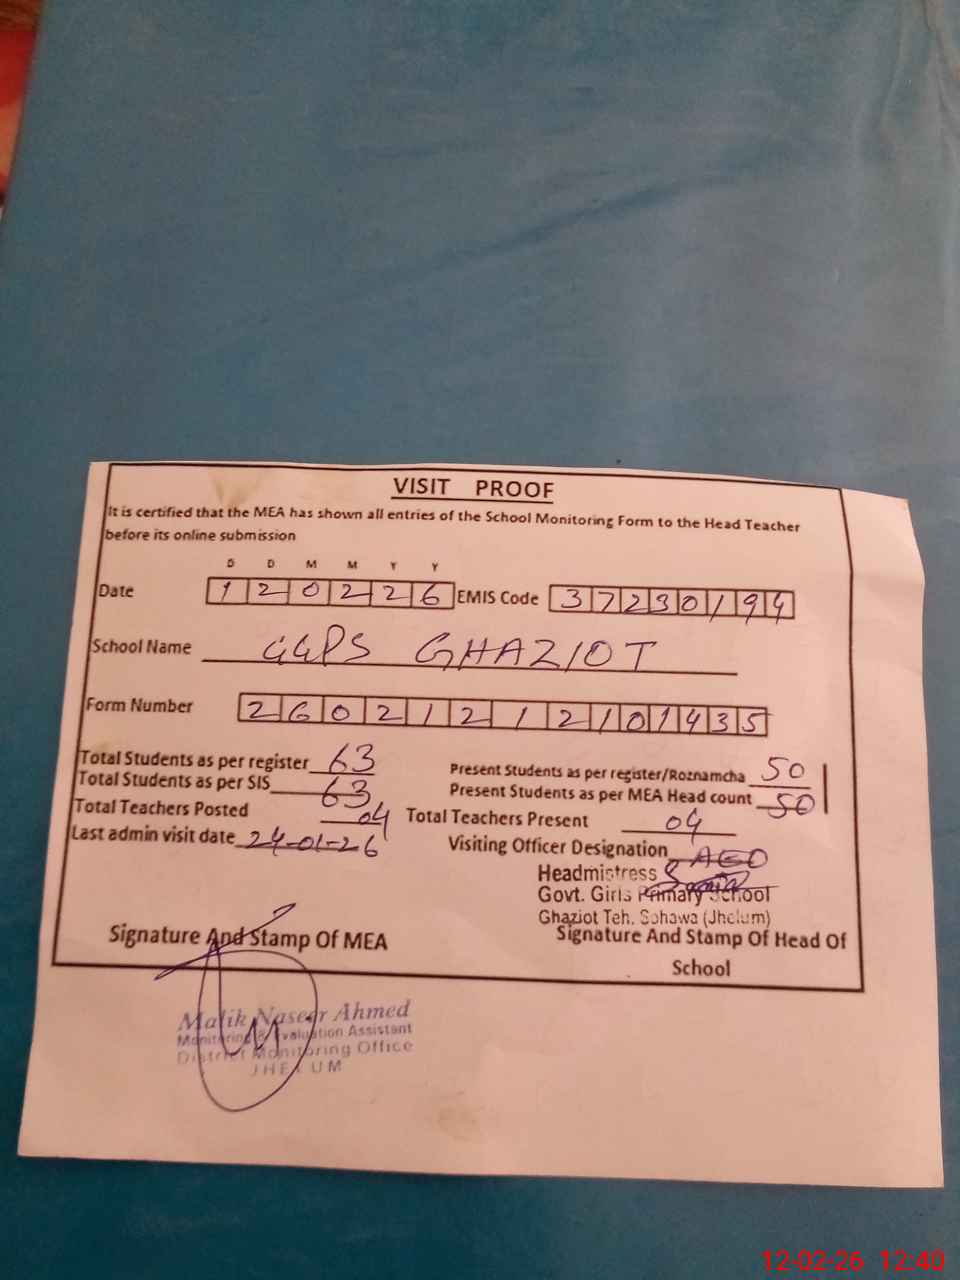 VISIT PROOF
It is certified that the MEA has shown all entries of the School Monitoring Form to the Head Teacher
before its online submission
D D M M Y Y
Date 1 2 0 2 2 6 EMIS Code 3 7 2 3 0 1 9 4
School Name GGPS GHAZIOT
Form Number 2 6 0 2 1 2 1 2 1 0 1 4 3 5
Total Students as per register 63 Present Students as per register/Roznamcha 50
Total Students as per SIS 63 Present Students as per MEA Head count 50
Total Teachers Posted 04 Total Teachers Present 04
Last admin visit date 24-01-26 Visiting Officer Designation AEO
Headmistress
Govt. Girls Primary School
Ghaziot Teh. Sohawa (Jhelum)
Signature And Stamp Of MEA Signature And Stamp Of Head Of
School
Malik Naseer Ahmed
Monitoring & Evaluation Assistant
District Monitoring Office
JHELUM
12-02-26 12:40